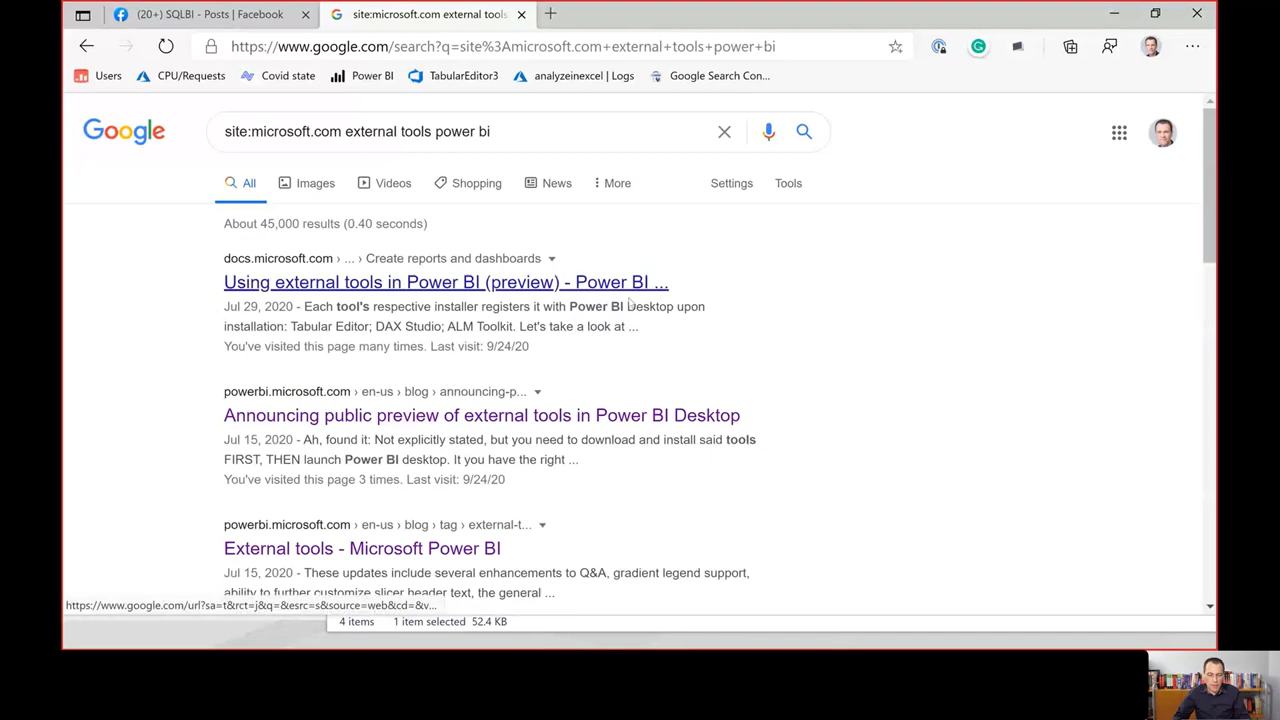 (20+) SQLBI - Posts | Facebook
site:microsoft.com external tools
https://www.google.com/search?q=site%3Amicrosoft.com+external+tools+power+bi
Users
CPU/Requests
Covid state
Power BI
TabularEditor3
analyzeinexcel | Logs
Google Search Con...
Google
site:microsoft.com external tools power bi
All
Images
Videos
Shopping
News
More
Settings
Tools
About 45,000 results (0.40 seconds)
docs.microsoft.com › ... › Create reports and dashboards
Using external tools in Power BI (preview) - Power BI ...
Jul 29, 2020 - Each tool's respective installer registers it with Power BI Desktop upon
installation: Tabular Editor; DAX Studio; ALM Toolkit. Let's take a look at ...
You've visited this page many times. Last visit: 9/24/20
powerbi.microsoft.com › en-us › blog › announcing-p...
Announcing public preview of external tools in Power BI Desktop
Jul 15, 2020 - Ah, found it: Not explicitly stated, but you need to download and install said tools
FIRST, THEN launch Power BI desktop. It you have the right ...
You've visited this page 3 times. Last visit: 9/24/20
powerbi.microsoft.com › en-us › blog › tag › external-t...
External tools - Microsoft Power BI
Jul 15, 2020 - These updates include several enhancements to Q&A, gradient legend support,
ability to further customize slicer header text, the general ...
https://www.google.com/url?sa=t&rct=j&q=&esrc=s&source=web&cd=&v...
4 items
1 item selected 52.4 KB